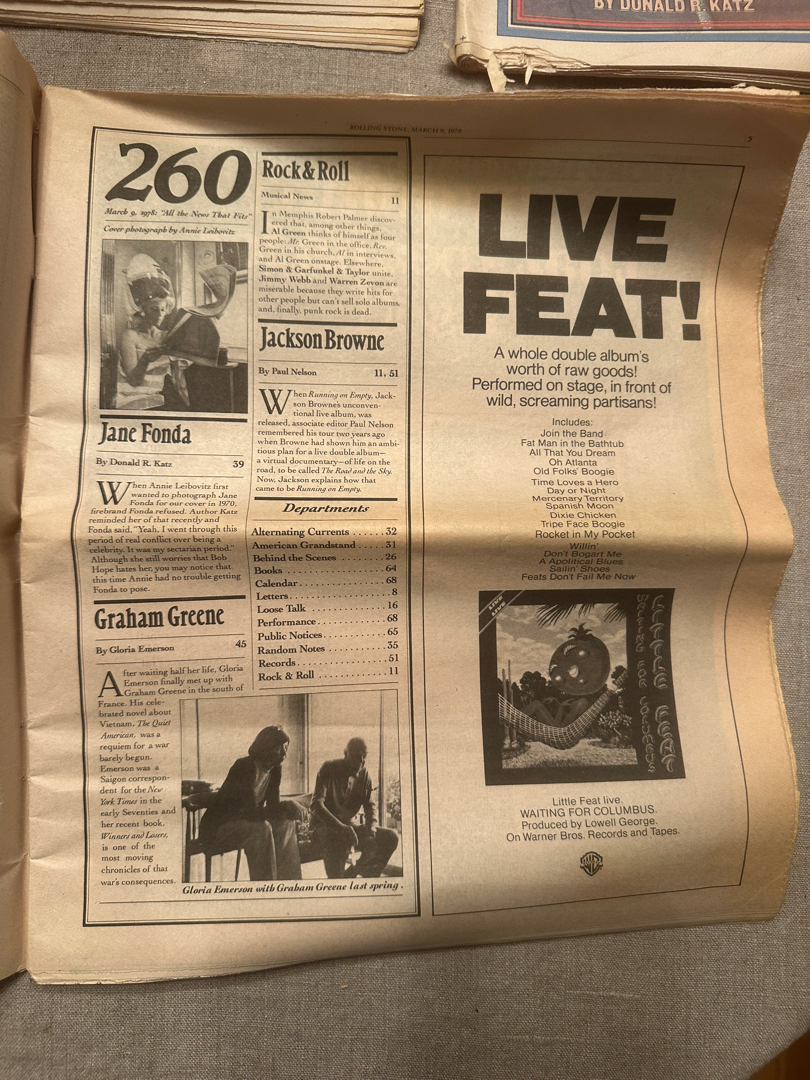 BY DONALD R. KATZ
ROLLING STONE, MARCH 9, 1978
5
260
March 9, 1978: "All the News That Fits"
Cover photograph by Annie Leibovitz
Jane Fonda
By Donald R. Katz 39
When Annie Leibovitz first
wanted to photograph Jane
Fonda for our cover in 1970,
firebrand Fonda refused. Author Katz
reminded her of that recently and
Fonda said, "Yeah, I went through this
period of real conflict over being a
celebrity. It was my sectarian period."
Although she still worries that Bob
Hope hates her, you may notice that
this time Annie had no trouble getting
Fonda to pose.
Graham Greene
By Gloria Emerson 45
After waiting half her life, Gloria
Emerson finally met up with
Graham Greene in the south of
France. His cele-
brated novel about
Vietnam, The Quiet
American, was a
requiem for a war
barely begun.
Emerson was a
Saigon correspon-
dent for the New
York Times in the
early Seventies and
her recent book,
Winners and Losers,
is one of the
most moving
chronicles of that
war's consequences.
Rock & Roll
Musical News 11
In Memphis Robert Palmer discov-
ered that, among other things,
Al Green thinks of himself as four
people: Mr. Green in the office, Rev.
Green in his church, Al in interviews,
and Al Green onstage. Elsewhere,
Simon & Garfunkel & Taylor unite,
Jimmy Webb and Warren Zevon are
miserable because they write hits for
other people but can't sell solo albums,
and, finally, punk rock is dead.
Jackson Browne
By Paul Nelson 11, 51
When Running on Empty, Jack-
son Browne's unconven-
tional live album, was
released, associate editor Paul Nelson
remembered his tour two years ago
when Browne had shown him an ambi-
tious plan for a live double album—
a virtual documentary—of life on the
road, to be called The Road and the Sky.
Now, Jackson explains how that
came to be Running on Empty.
Departments
Alternating Currents ...... 32
American Grandstand ..... 31
Behind the Scenes ........ 26
Books .................. 64
Calendar ................ 68
Letters .................. 8
Loose Talk .............. 16
Performance ............. 68
Public Notices ........... 65
Random Notes ........... 35
Records ................. 51
Rock & Roll ............. 11
Gloria Emerson with Graham Greene last spring.
LIVE
FEAT!
A whole double album's
worth of raw goods!
Performed on stage, in front of
wild, screaming partisans!
Includes:
Join the Band
Fat Man in the Bathtub
All That You Dream
Oh Atlanta
Old Folks' Boogie
Time Loves a Hero
Day or Night
Mercenary Territory
Spanish Moon
Dixie Chicken
Tripe Face Boogie
Rocket in My Pocket
Willin'
Don't Bogart Me
A Apolitical Blues
Sailin' Shoes
Feats Don't Fail Me Now
LIVE
LIVE
LITTLE FEAT
WAITING FOR COLUMBUS
Little Feat live.
WAITING FOR COLUMBUS.
Produced by Lowell George.
On Warner Bros. Records and Tapes.